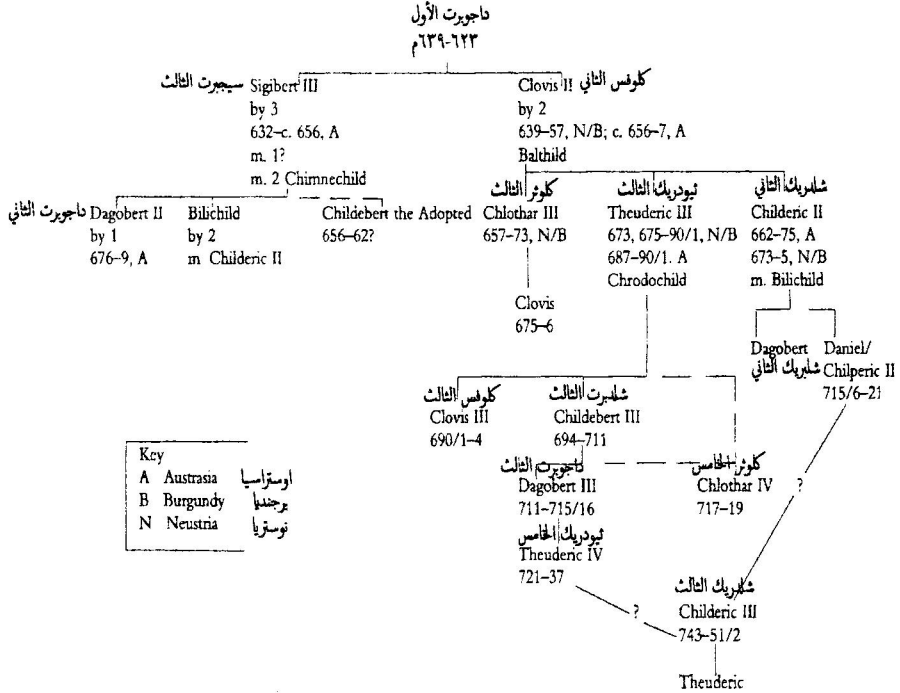 داجوبرت الأول
٦٢٣-٦٣٩م
سيجبرت الثالث Sigibert III
by 3
632–c. 656, A
m. 1?
m. 2 Chimnechild
Clovis II كلوفس الثاني
by 2
639–57, N/B; c. 656–7, A
Balthild
داجوبرت الثاني Dagobert II
by 1
676–9, A
Bilichild
by 2
m Childeric II
Childebert the Adopted
656–62?
كلوثر الثالث
Chlothar III
657–73, N/B
ثيودريك الثالث
Theuderic III
673, 675–90/1, N/B
687–90/1. A
Chrodochild
شلدريك الثاني
Childeric II
662–75, A
673–5, N/B
m. Bilichild
Clovis
675–6
Dagobert
Daniel/
شلبريك الثاني Chilperic II
715/6–21
كلوفس الثالث
Clovis III
690/1–4
شلدبرت الثالث
Childebert III
694–711
داجوبرت الثالث
Dagobert III
711–715/16
كلوثر الخامس
Chlothar IV
717–19
?
ثيودريك الخامس
Theuderic IV
721–37
?
شلدريك الثالث
Childeric III
743–51/2
Theuderic
Key
A Austrasia اوستراسيا
B Burgundy برجنديا
N Neustria نوستريا